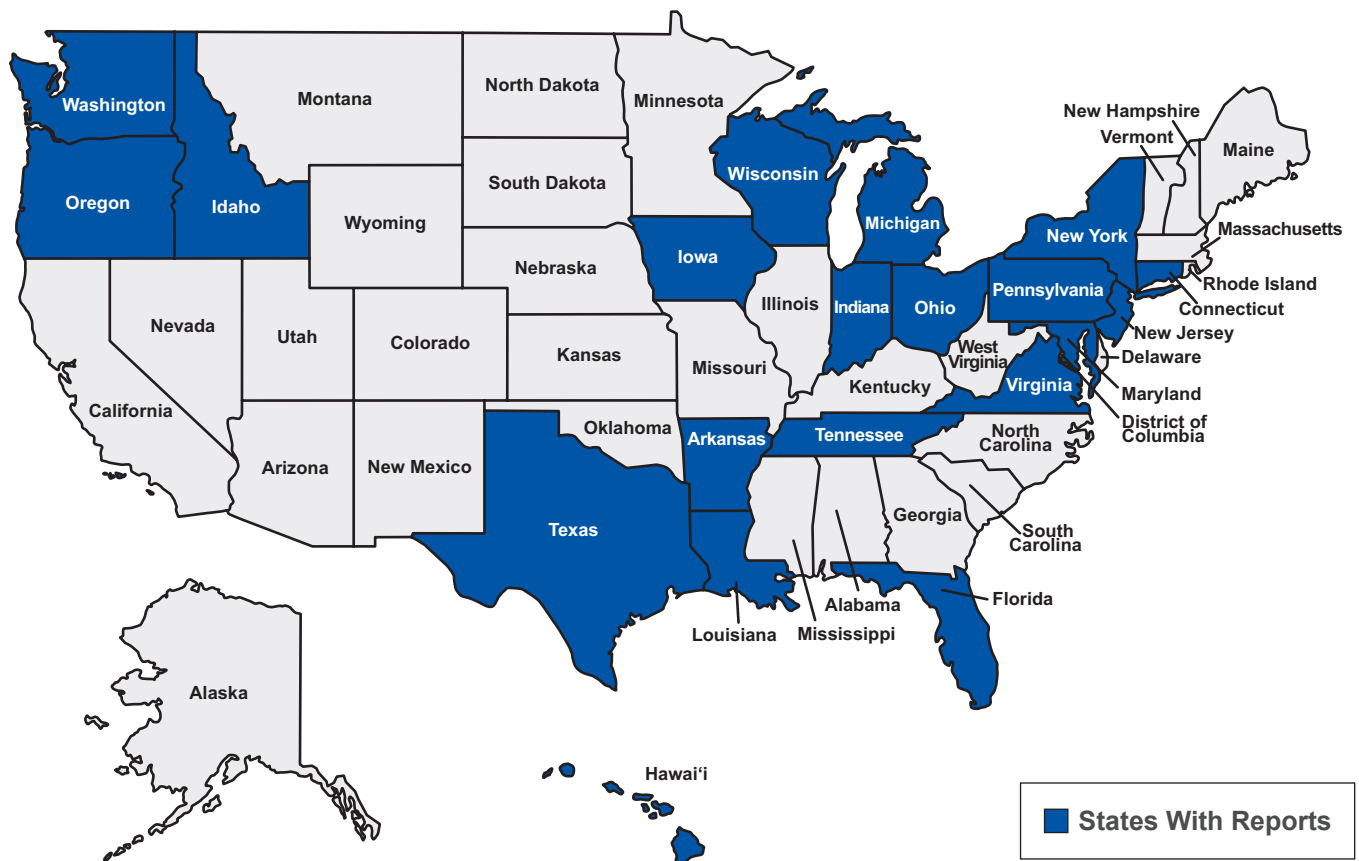 Washington
Montana
North Dakota
Minnesota
New Hampshire
Vermont
Maine
Oregon
Idaho
Wyoming
South Dakota
Wisconsin
Michigan
New York
Massachusetts
Rhode Island
Connecticut
Nevada
Utah
Colorado
Nebraska
Iowa
Illinois
Indiana
Ohio
Pennsylvania
New Jersey
Delaware
Maryland
District of
Columbia
California
Kansas
Missouri
Kentucky
West
Virginia
Virginia
Arizona
New Mexico
Oklahoma
Arkansas
Tennessee
North
Carolina
Texas
Georgia
South
Carolina
Louisiana
Mississippi
Alabama
Florida
Alaska
Hawai‘i
States With Reports